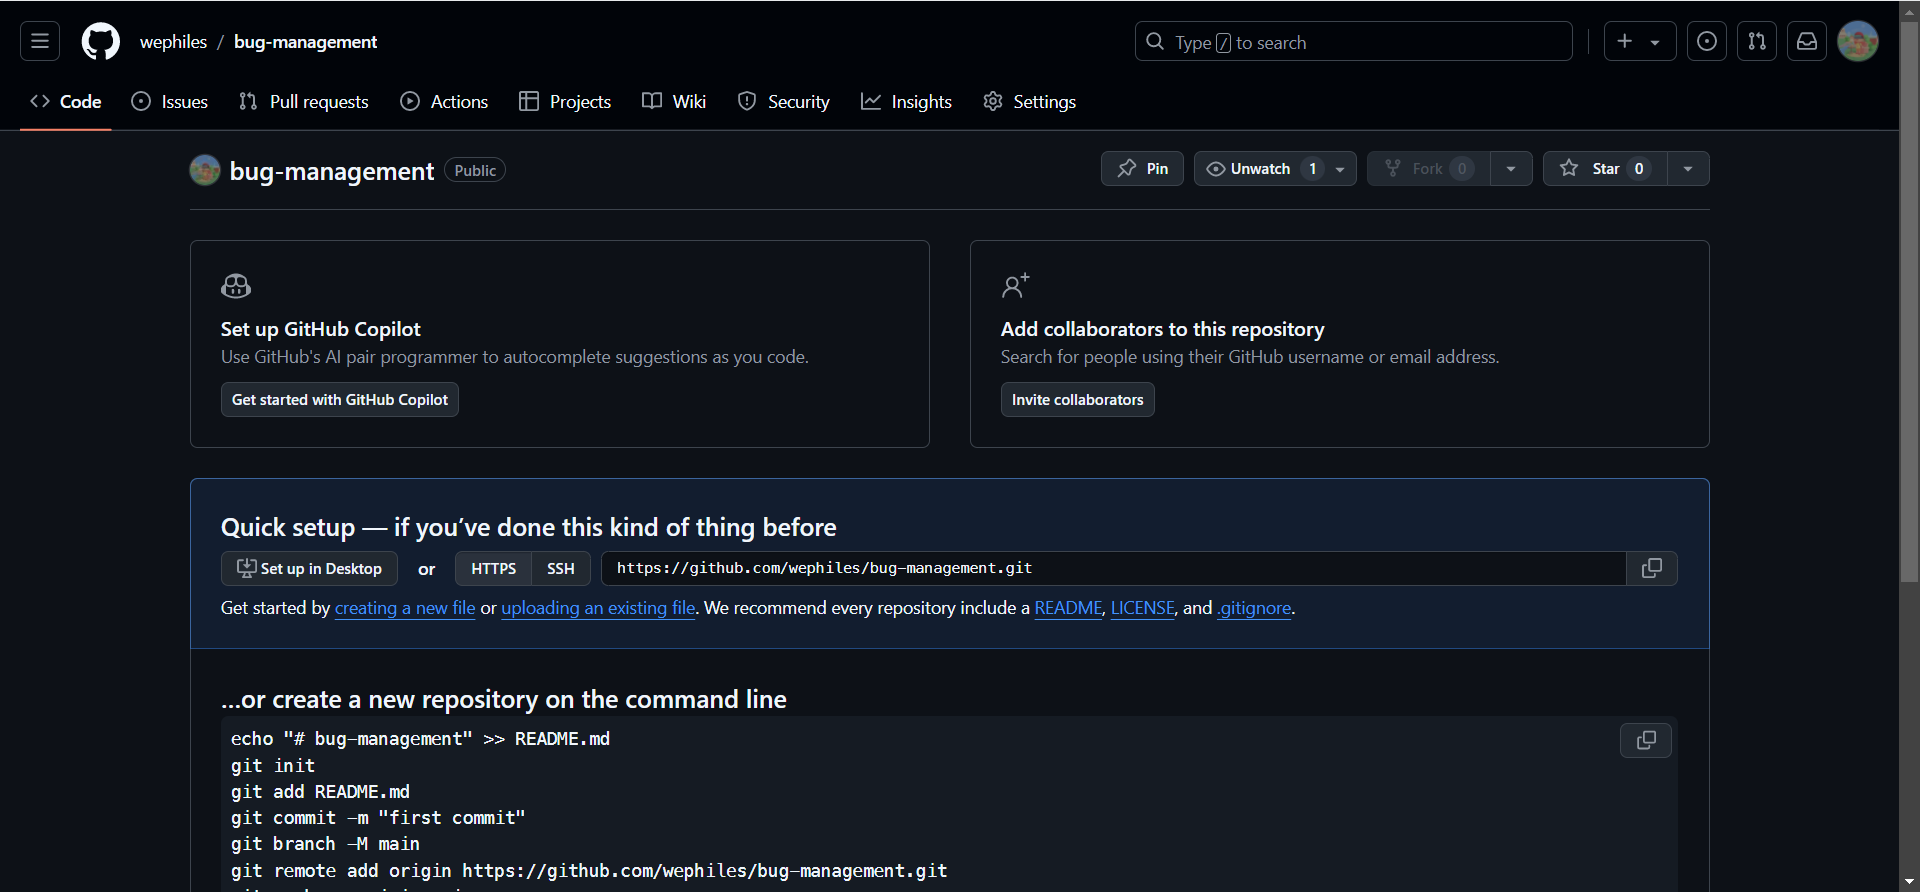 wephiles / bug-management
Type / to search
Code Issues Pull requests Actions Projects Wiki Security Insights Settings
bug-management Public
Pin Unwatch 1 Fork 0 Star 0
Set up GitHub Copilot
Use GitHub's AI pair programmer to autocomplete suggestions as you code.
Get started with GitHub Copilot
Add collaborators to this repository
Search for people using their GitHub username or email address.
Invite collaborators
Quick setup — if you’ve done this kind of thing before
Set up in Desktop or HTTPS SSH https://github.com/wephiles/bug-management.git
Get started by creating a new file or uploading an existing file. We recommend every repository include a README, LICENSE, and .gitignore.
…or create a new repository on the command line
echo "# bug-management" >> README.md
git init
git add README.md
git commit -m "first commit"
git branch -M main
git remote add origin https://github.com/wephiles/bug-management.git